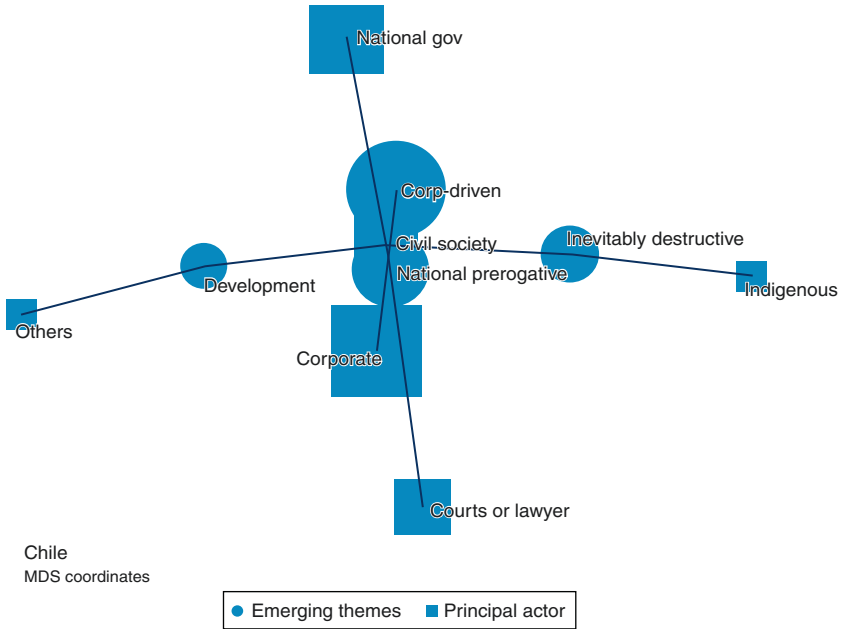 National gov
Corp-driven
Civil society
Inevitably destructive
National prerogative
Development
Indigenous
Others
Corporate
Courts or lawyer
Chile
MDS coordinates
Emerging themes
Principal actor